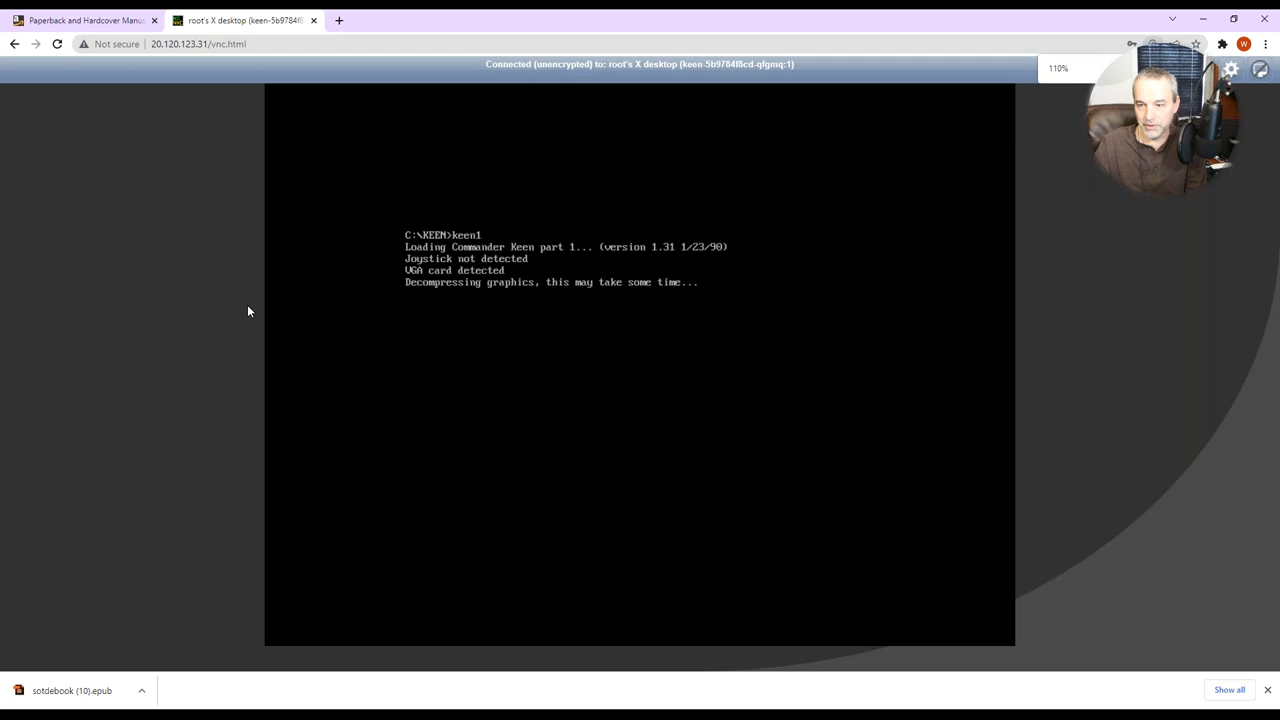 Paperback and Hardcover Manus
root's X desktop (keen-5b9784f8
Not secure
20.120.123.31/vnc.html
W
Connected (unencrypted) to: root's X desktop (keen-5b9784f8cd-qfgmq:1)
110%
C:\KEEN>keen1
Loading Commander Keen part 1... (version 1.31 1/23/90)
Joystick not detected
VGA card detected
Decompressing graphics, this may take some time...
sotdebook (10).epub
Show all